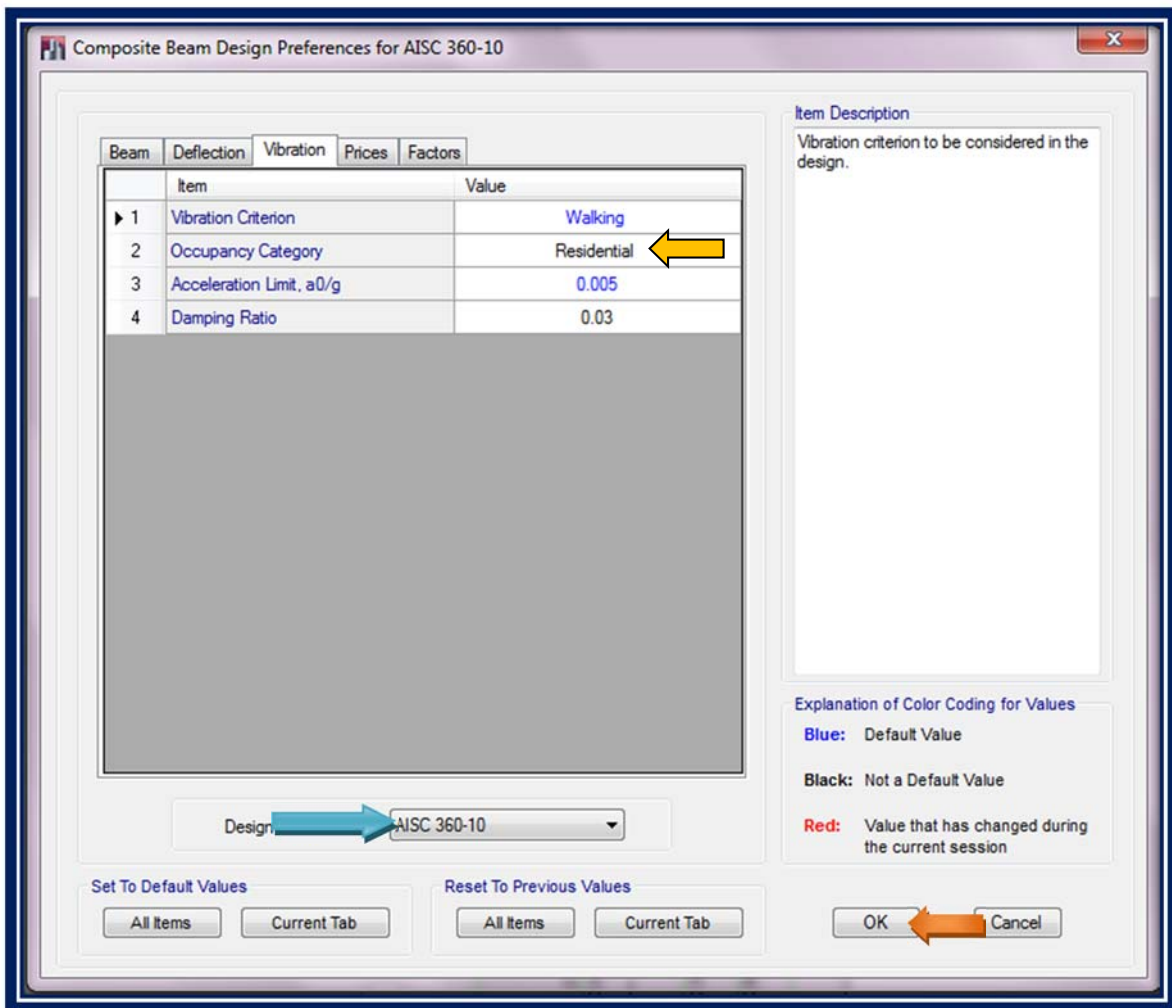 Composite Beam Design Preferences for AISC 360-10
Beam Deflection Vibration Prices Factors
Item Value
1 Vibration Criterion Walking
2 Occupancy Category Residential
3 Acceleration Limit, a0/g 0.005
4 Damping Ratio 0.03
Design AISC 360-10
Set To Default Values
All Items Current Tab
Reset To Previous Values
All Items Current Tab
Item Description
Vibration criterion to be considered in the
design.
Explanation of Color Coding for Values
Blue: Default Value
Black: Not a Default Value
Red: Value that has changed during
the current session
OK Cancel